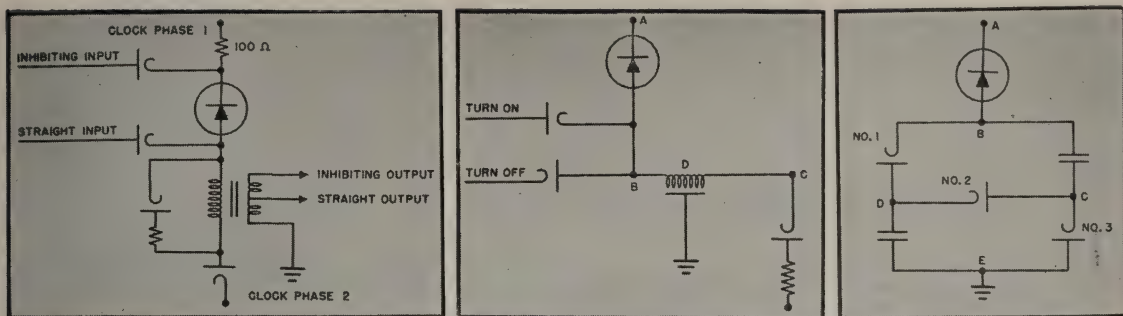 CLOCK PHASE 1
100 Ω
INHIBITING INPUT
STRAIGHT INPUT
INHIBITING OUTPUT
STRAIGHT OUTPUT
CLOCK PHASE 2
A
TURN ON
TURN OFF
D
B
C
A
NO. 1
B
NO. 2
D
C
NO. 3
E